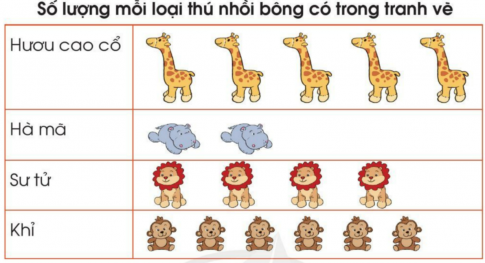 Số lượng mỗi loại thú nhồi bông có trong tranh vẽ
Hươu cao cổ
Hà mã
Sư tử
Khỉ